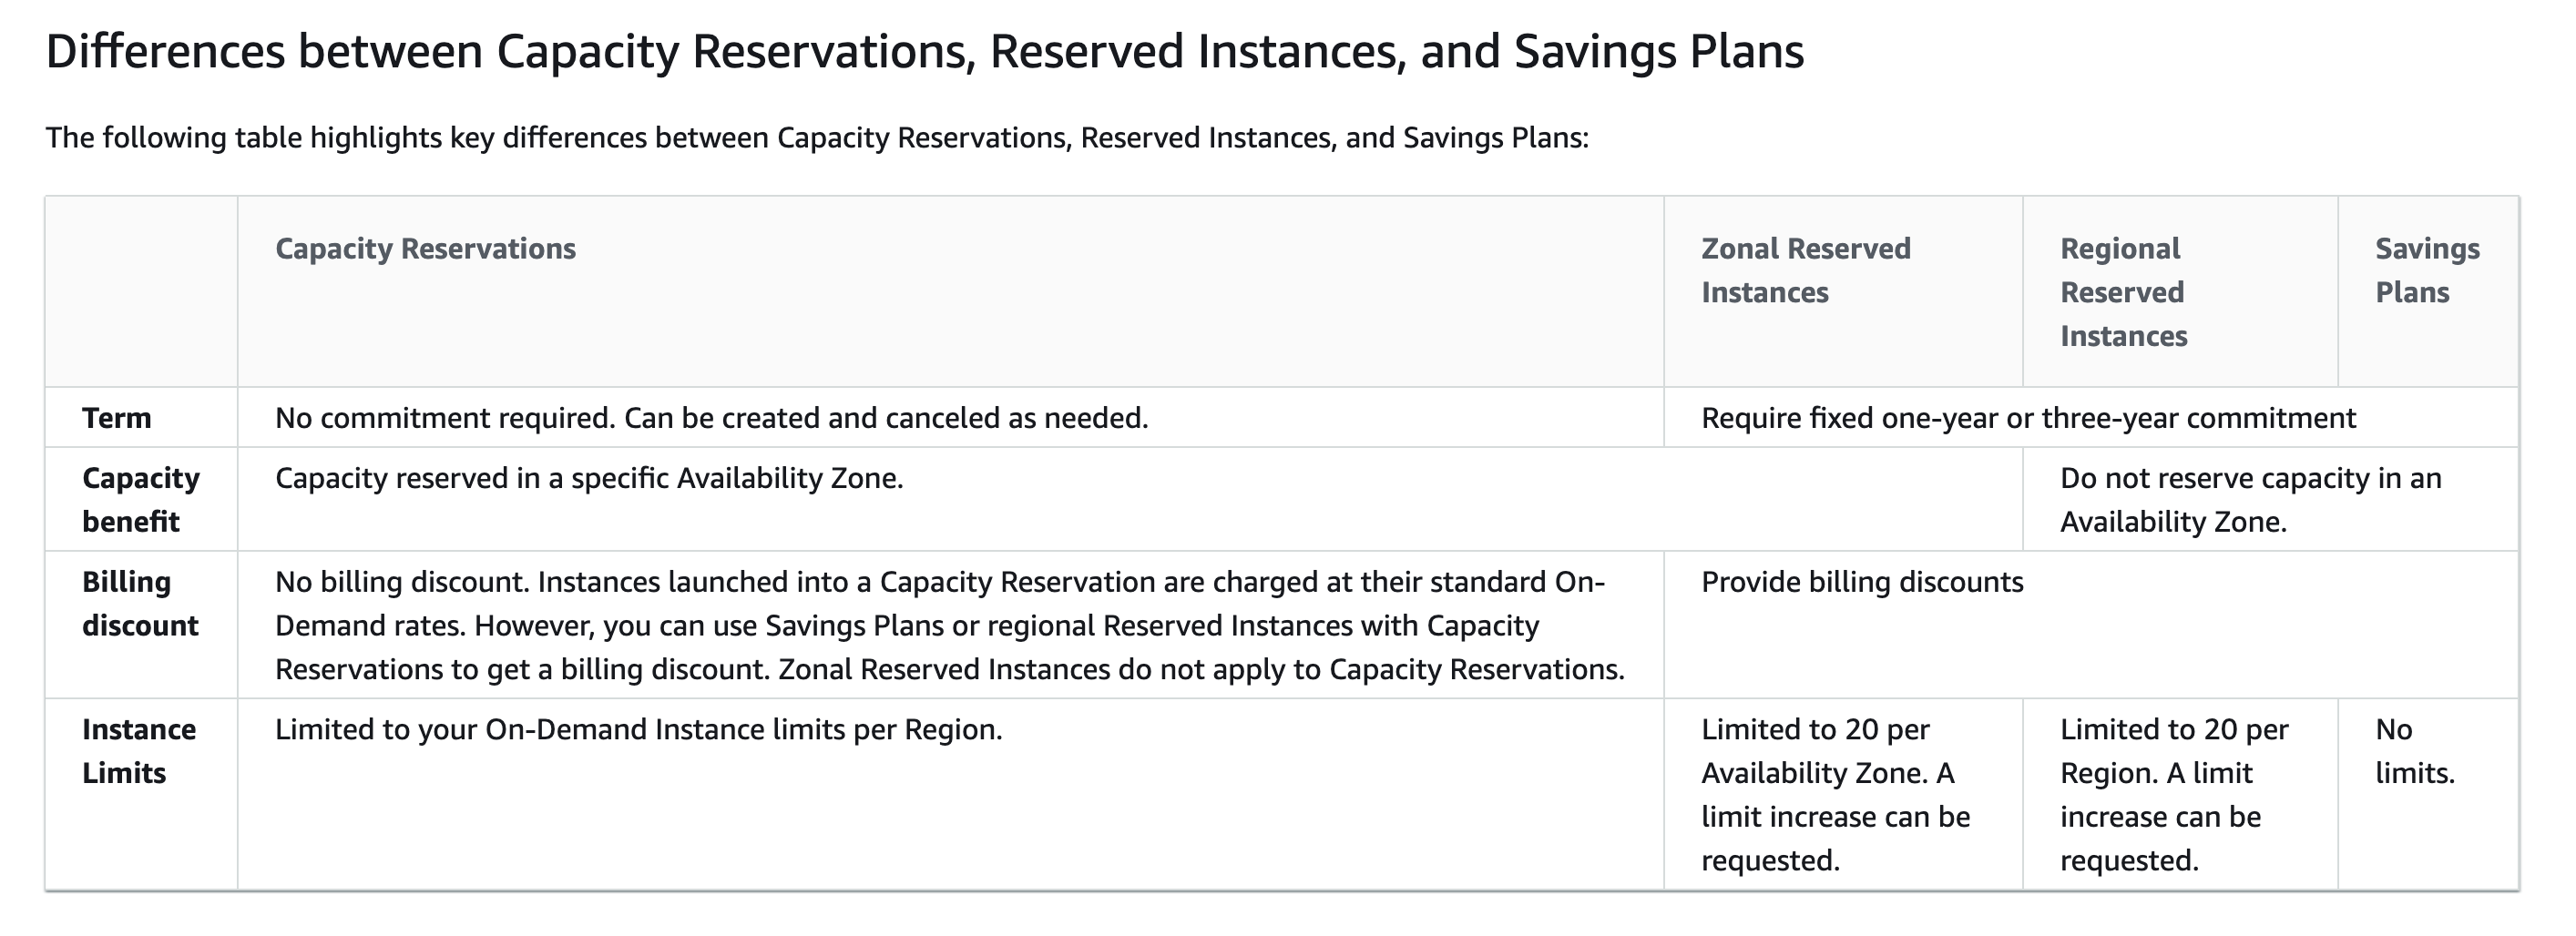 Differences between Capacity Reservations, Reserved Instances, and Savings Plans
The following table highlights key differences between Capacity Reservations, Reserved Instances, and Savings Plans:
Capacity Reservations
Zonal Reserved
Instances
Regional
Reserved
Instances
Savings
Plans
Term
No commitment required. Can be created and canceled as needed.
Require fixed one-year or three-year commitment
Capacity
benefit
Capacity reserved in a specific Availability Zone.
Do not reserve capacity in an
Availability Zone.
Billing
discount
No billing discount. Instances launched into a Capacity Reservation are charged at their standard On-
Demand rates. However, you can use Savings Plans or regional Reserved Instances with Capacity
Reservations to get a billing discount. Zonal Reserved Instances do not apply to Capacity Reservations.
Provide billing discounts
Instance
Limits
Limited to your On-Demand Instance limits per Region.
Limited to 20 per
Availability Zone. A
limit increase can be
requested.
Limited to 20 per
Region. A limit
increase can be
requested.
No
limits.